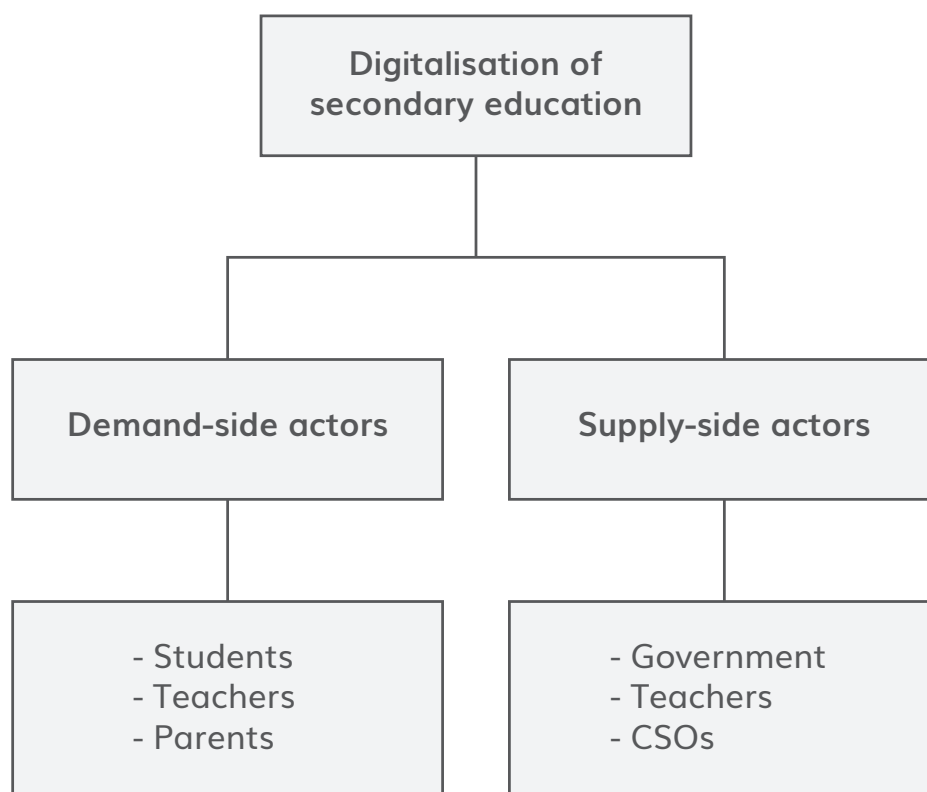 Digitalisation of
secondary education
Demand-side actors
Supply-side actors
- Students
- Teachers
- Parents
- Government
- Teachers
- CSOs